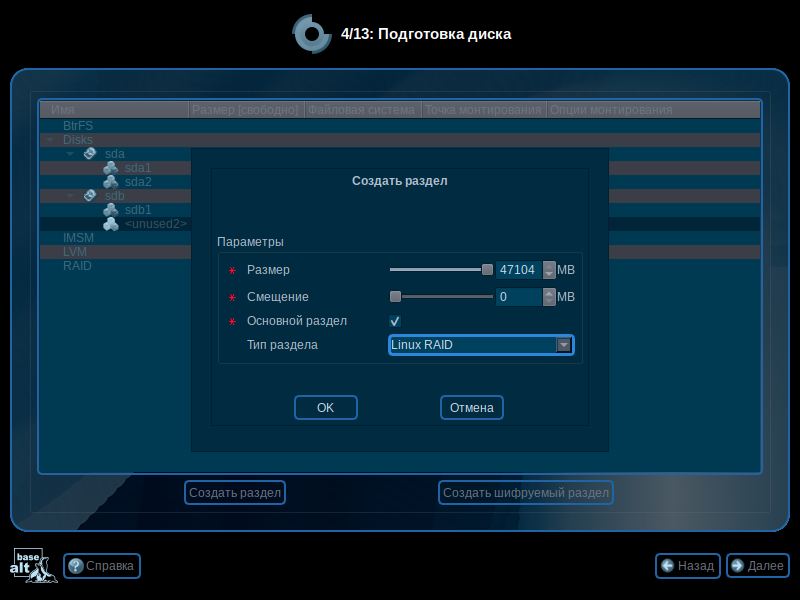 4/13: Подготовка диска
Имя Размер [свободно] Файловая система Точка монтирования Опции монтирования
BtrFS
Disks
sda
sda1
sda2
sdb
sdb1
<unused2>
IMSM
LVM
RAID
Создать раздел
Параметры
Размер 47104 MB
Смещение 0 MB
Основной раздел
Тип раздела Linux RAID
OK Отмена
Создать раздел Создать шифруемый раздел
base
alt
Справка Назад Далее